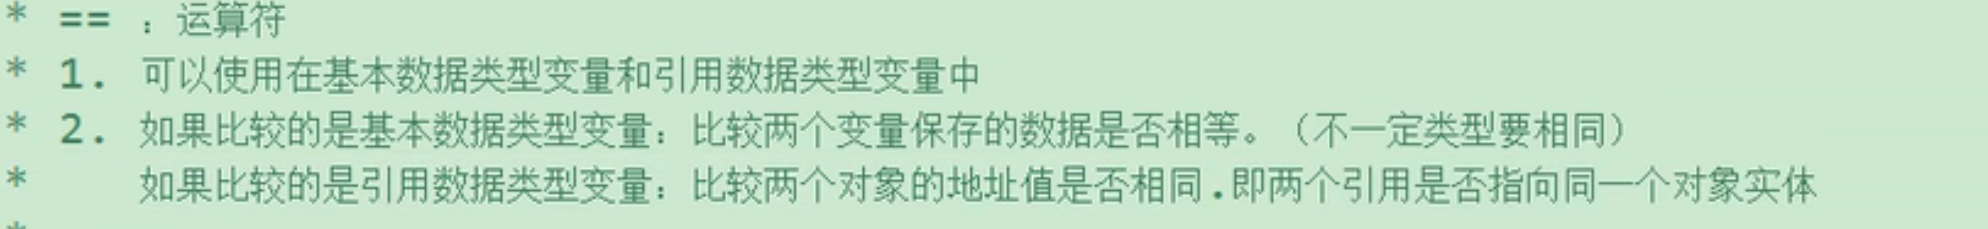 * == ：运算符
* 1. 可以使用在基本数据类型变量和引用数据类型变量中
* 2. 如果比较的是基本数据类型变量：比较两个变量保存的数据是否相等。（不一定类型要相同）
*    如果比较的是引用数据类型变量：比较两个对象的地址值是否相同.即两个引用是否指向同一个对象实体
*